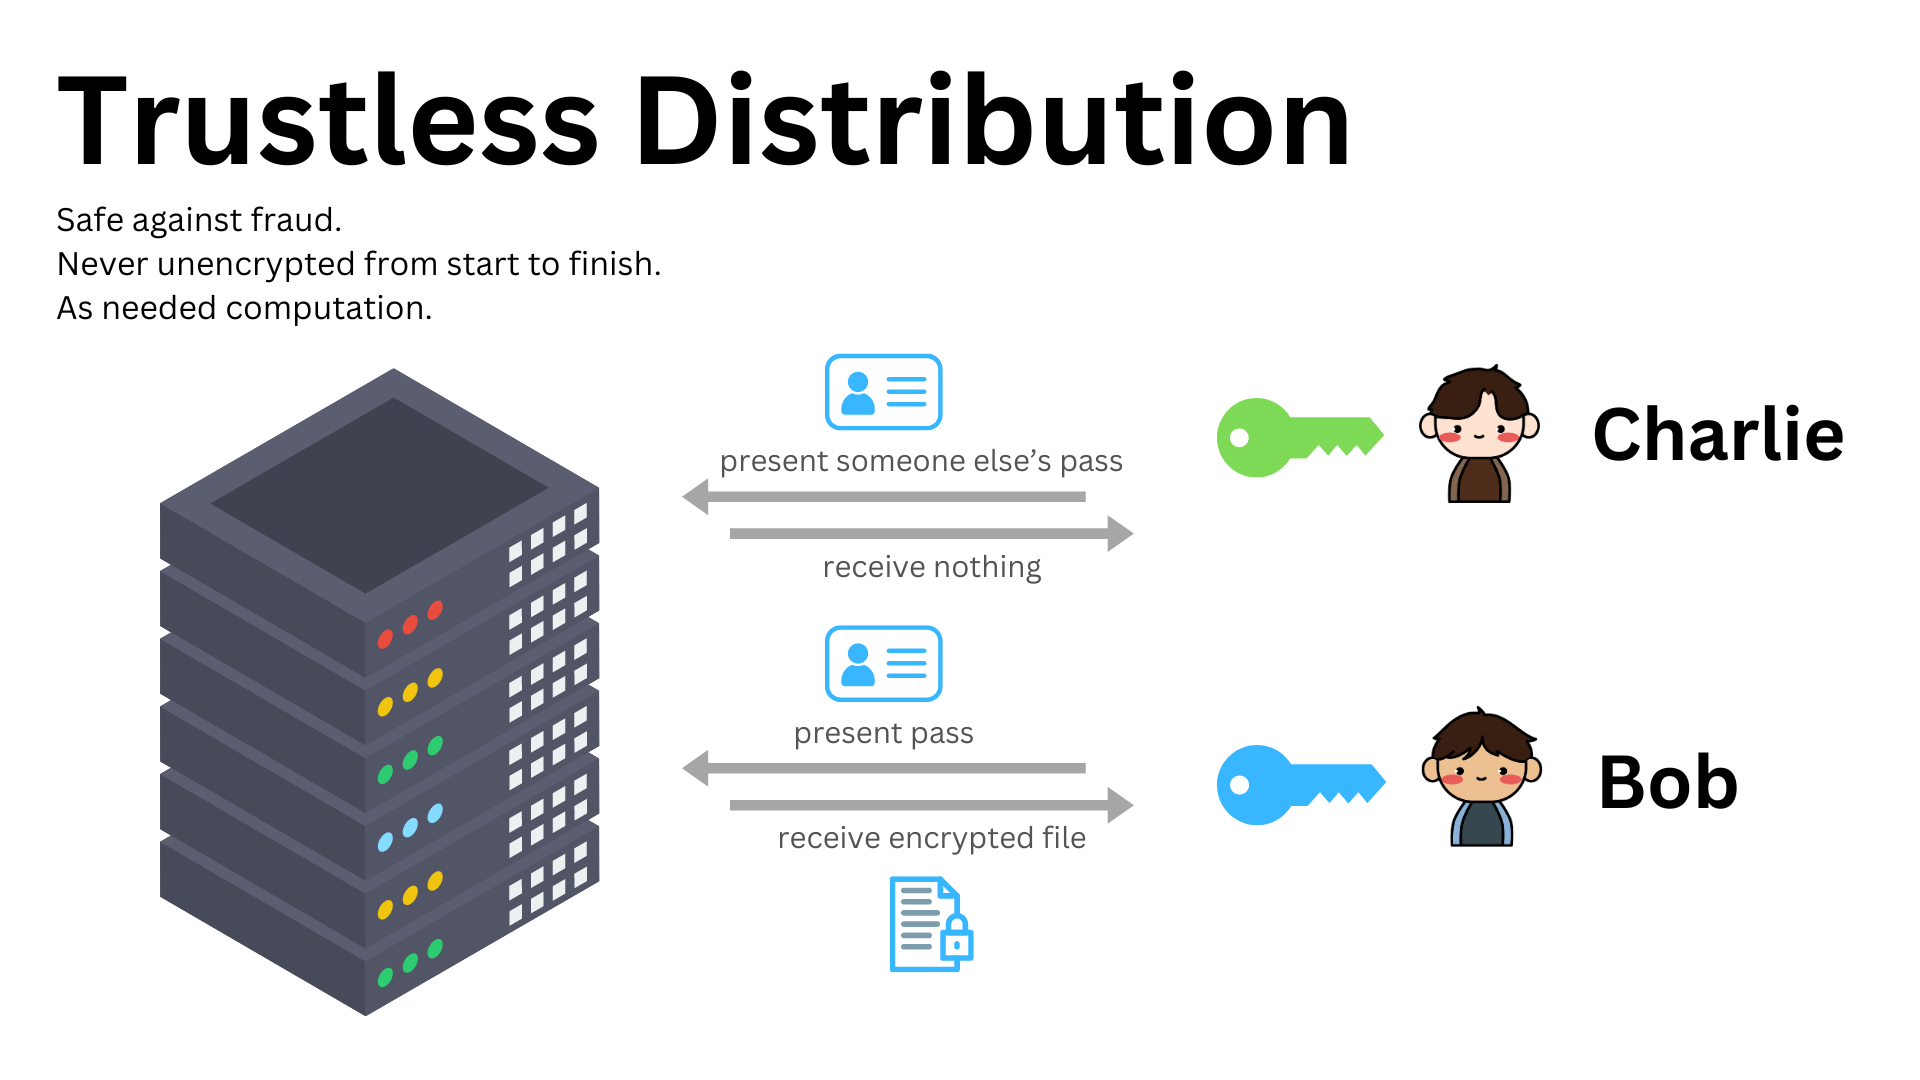 Trustless Distribution
Safe against fraud.
Never unencrypted from start to finish.
As needed computation.
present someone else’s pass
receive nothing
Charlie
present pass
receive encrypted file
Bob